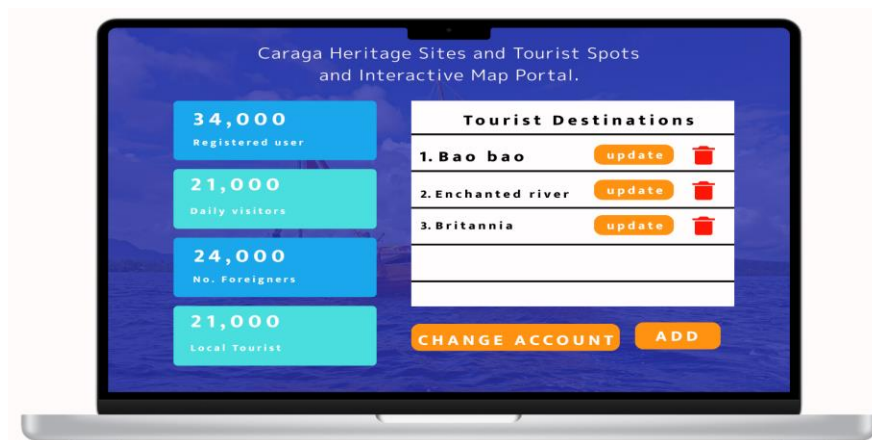 Caraga Heritage Sites and Tourist Spots
and Interactive Map Portal.
34,000
Registered user
21,000
Daily visitors
24,000
No. Foreigners
21,000
Local Tourist
Tourist Destinations
1. Bao bao update
2. Enchanted river update
3. Britannia update
CHANGE ACCOUNT ADD